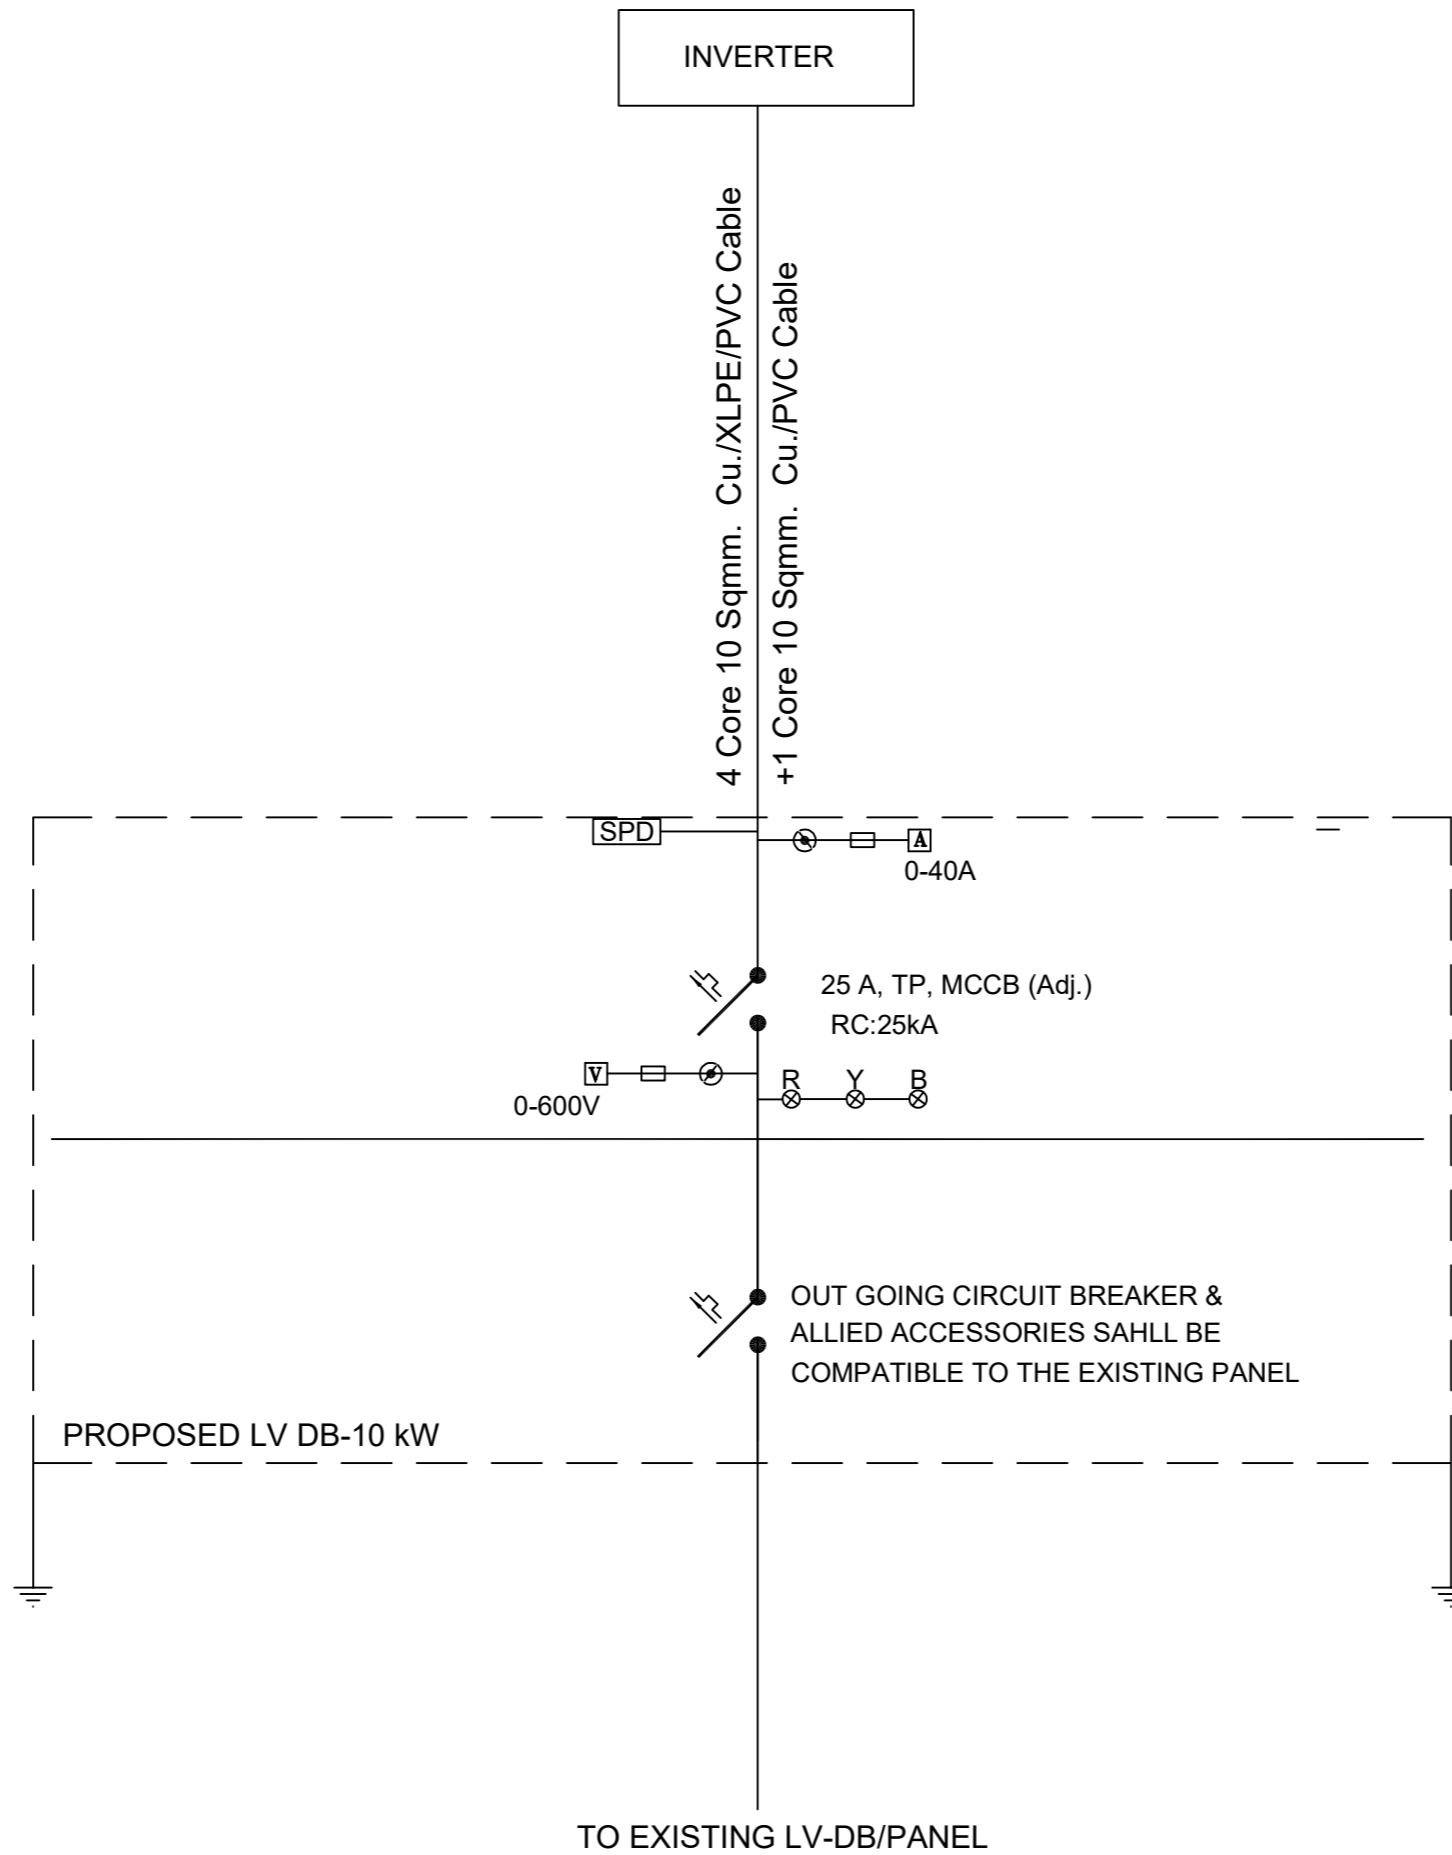 INVERTER
4 Core 10 Sqmm. Cu./XLPE/PVC Cable
+1 Core 10 Sqmm. Cu./PVC Cable
SPD
A
0-40A
25 A, TP, MCCB (Adj.)
RC:25kA
V
0-600V
R Y B
OUT GOING CIRCUIT BREAKER &
ALLIED ACCESSORIES SAHLL BE
COMPATIBLE TO THE EXISTING PANEL
PROPOSED LV DB-10 kW
TO EXISTING LV-DB/PANEL